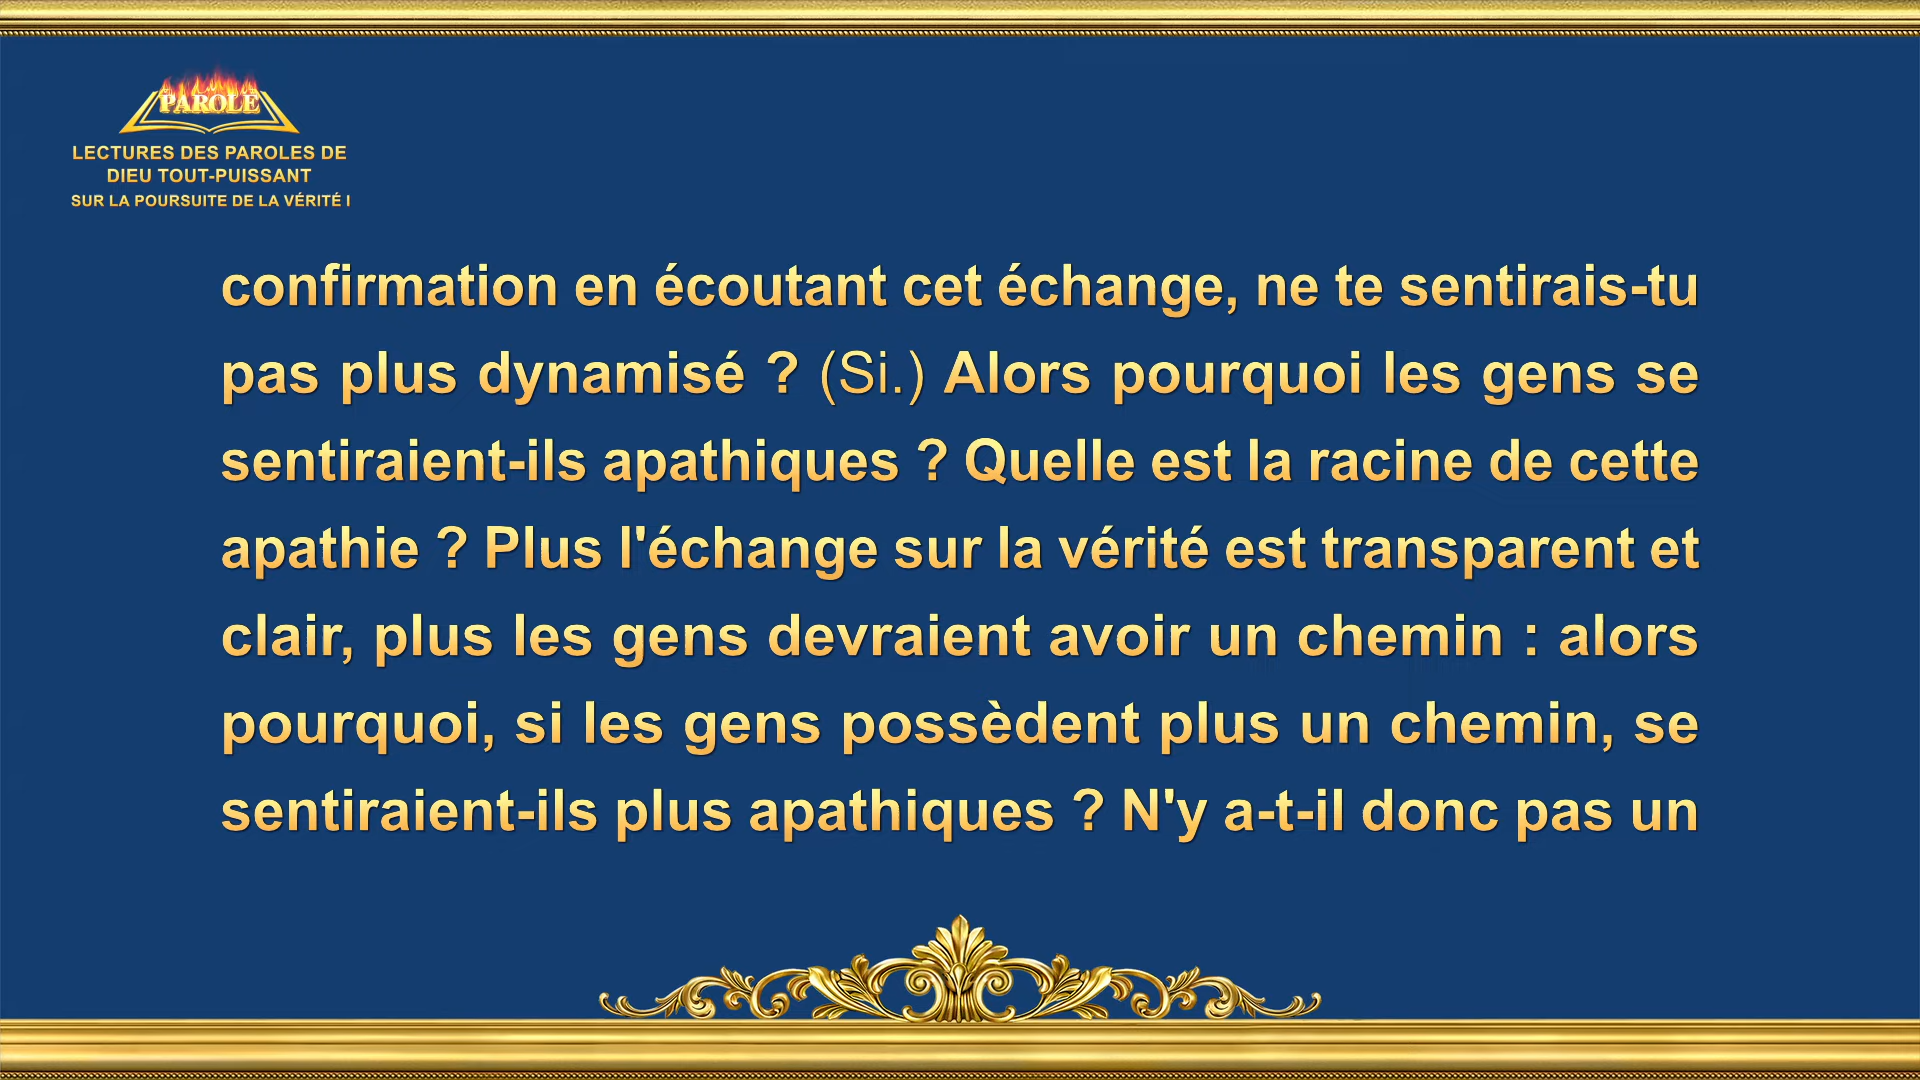 PAROLE
LECTURES DES PAROLES DE
DIEU TOUT-PUISSANT
SUR LA POURSUITE DE LA VÉRITÉ I
confirmation en écoutant cet échange, ne te sentirais-tu
pas plus dynamisé ? (Si.) Alors pourquoi les gens se
sentiraient-ils apathiques ? Quelle est la racine de cette
apathie ? Plus l'échange sur la vérité est transparent et
clair, plus les gens devraient avoir un chemin : alors
pourquoi, si les gens possèdent plus un chemin, se
sentiraient-ils plus apathiques ? N'y a-t-il donc pas un